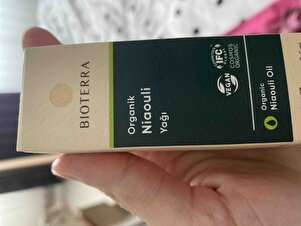 BIOTERRA
Organik
Niaouli
Yağı
VEGAN
IFC
COSMOS
ORGANIC
Organic
Niaouli Oil